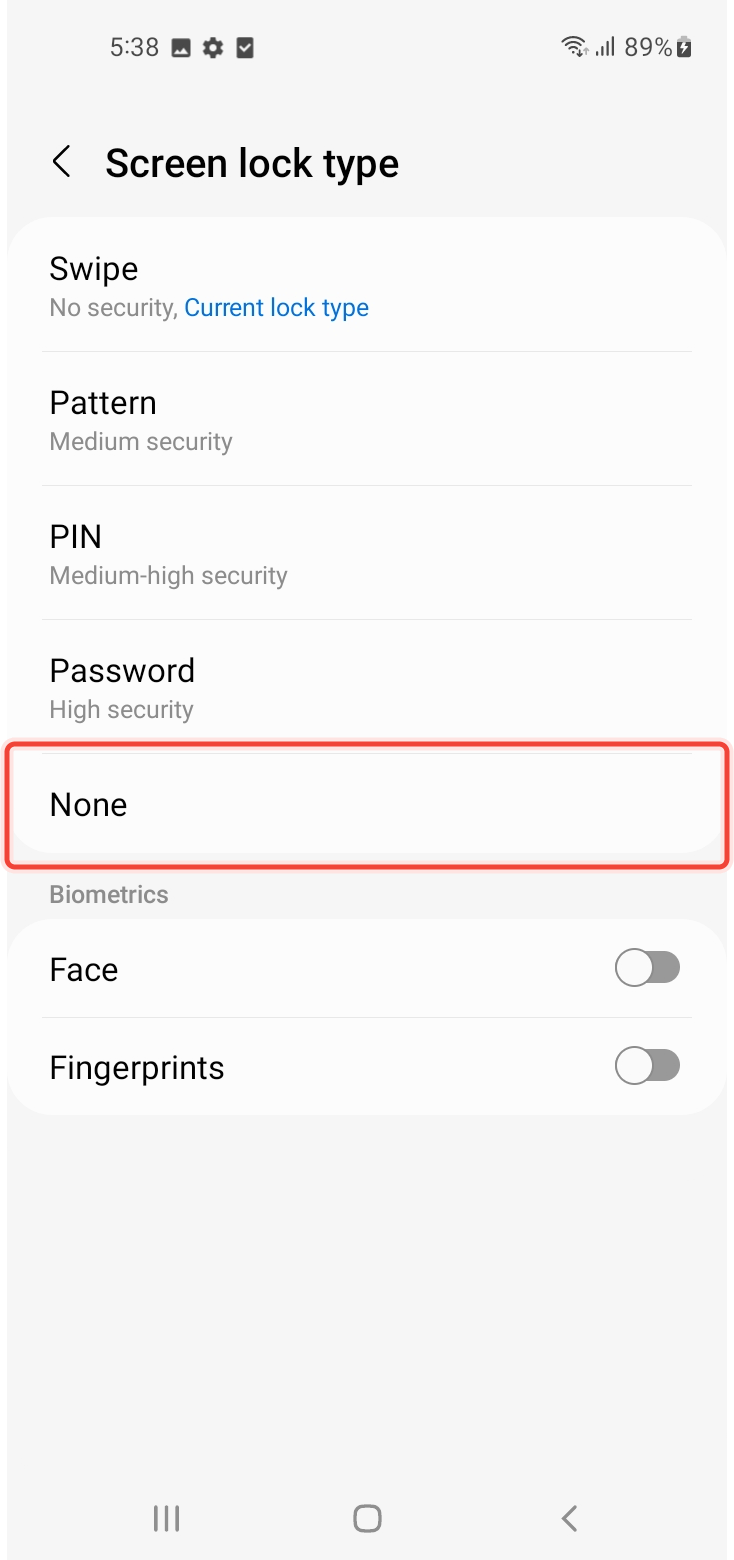 5:38 89%
Screen lock type
Swipe
No security, Current lock type
Pattern
Medium security
PIN
Medium-high security
Password
High security
None
Biometrics
Face
Fingerprints